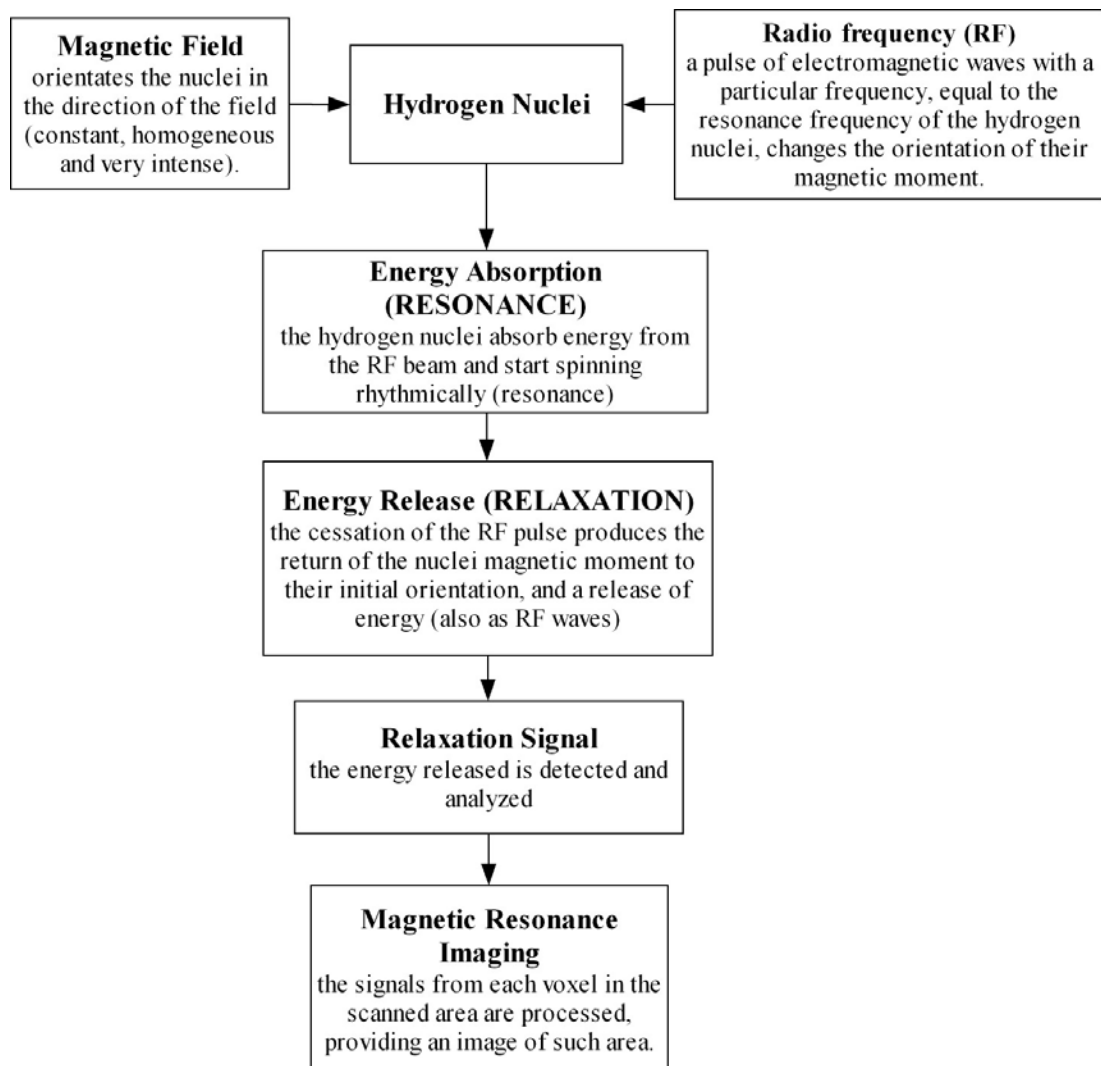 Magnetic Field
orientates the nuclei in
the direction of the field
(constant, homogeneous
and very intense).
Hydrogen Nuclei
Radio frequency (RF)
a pulse of electromagnetic waves with a
particular frequency, equal to the
resonance frequency of the hydrogen
nuclei, changes the orientation of their
magnetic moment.
Energy Absorption
(RESONANCE)
the hydrogen nuclei absorb energy from
the RF beam and start spinning
rhythmically (resonance)
Energy Release (RELAXATION)
the cessation of the RF pulse produces the
return of the nuclei magnetic moment to
their initial orientation, and a release of
energy (also as RF waves)
Relaxation Signal
the energy released is detected and
analyzed
Magnetic Resonance
Imaging
the signals from each voxel in the
scanned area are processed,
providing an image of such area.